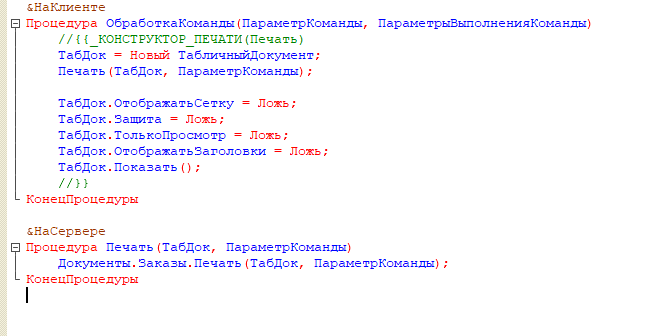 &НаКлиенте
Процедура ОбработкаКоманды(ПараметрКоманды, ПараметрыВыполненияКоманды)
//{{_КОНСТРУКТОР_ПЕЧАТИ(Печать)
ТабДок = Новый ТабличныйДокумент;
Печать(ТабДок, ПараметрКоманды);
ТабДок.ОтображатьСетку = Ложь;
ТабДок.Защита = Ложь;
ТабДок.ТолькоПросмотр = Ложь;
ТабДок.ОтображатьЗаголовки = Ложь;
ТабДок.Показать();
//}}
КонецПроцедуры
&НаСервере
Процедура Печать(ТабДок, ПараметрКоманды)
Документы.Заказы.Печать(ТабДок, ПараметрКоманды);
КонецПроцедуры